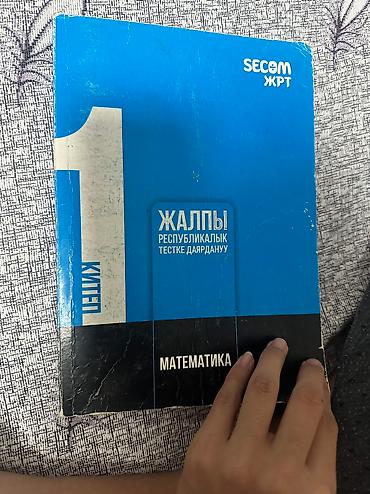 SECOM
ЖРТ
1
КИТЕП
ЖАЛПЫ
РЕСПУБЛИКАЛЫК
ТЕСТКЕ ДАЯРДАНУУ
МАТЕМАТИКА